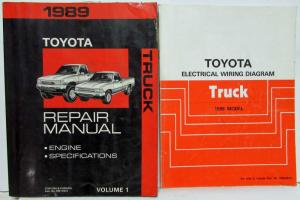 1989
TOYOTA
TRUCK
REPAIR
MANUAL
• ENGINE
• SPECIFICATIONS
VOLUME 1
TOYOTA
ELECTRICAL WIRING DIAGRAM
Truck
1989 MODEL